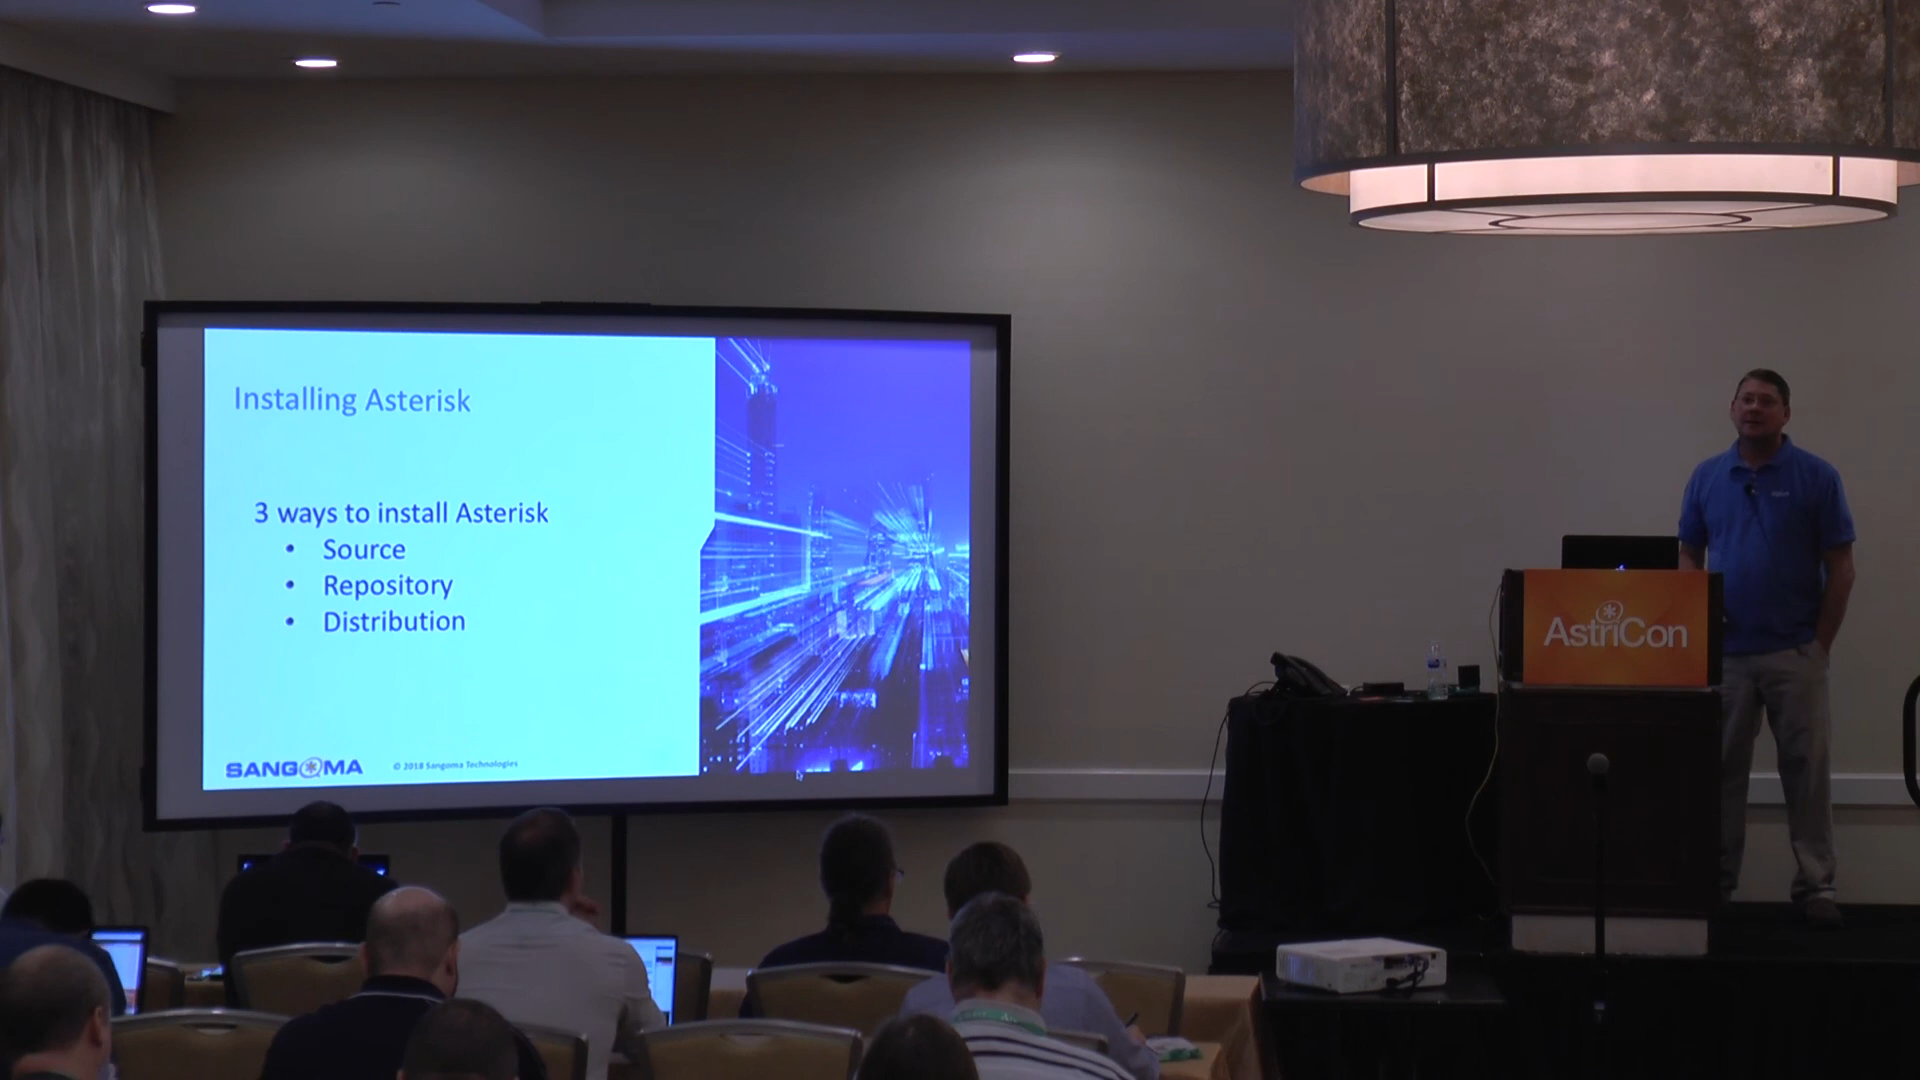 Installing Asterisk
3 ways to install Asterisk
• Source
• Repository
• Distribution
SANGOMA
© 2018 Sangoma Technologies
AstriCon